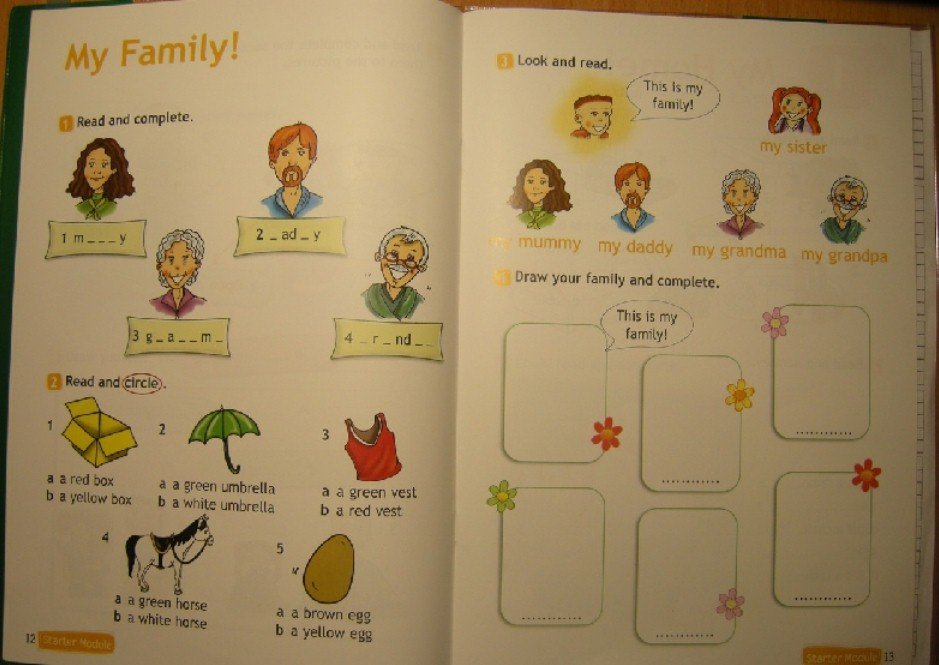 My Family!
1 Read and complete.
1 m _ _ _ y
2 _ ad _ y
3 g _ a _ _ m _
4 _ r _ nd _ _
2 Read and circle.
1
a a red box
b a yellow box
2
a a green umbrella
b a white umbrella
3
a a green vest
b a red vest
4
a a green horse
b a white horse
5
a a brown egg
b a yellow egg
12 Starter Module
3 Look and read.
This is my
family!
my sister
my mummy my daddy my grandma my grandpa
Draw your family and complete.
This is my
family!
Starter Module 13